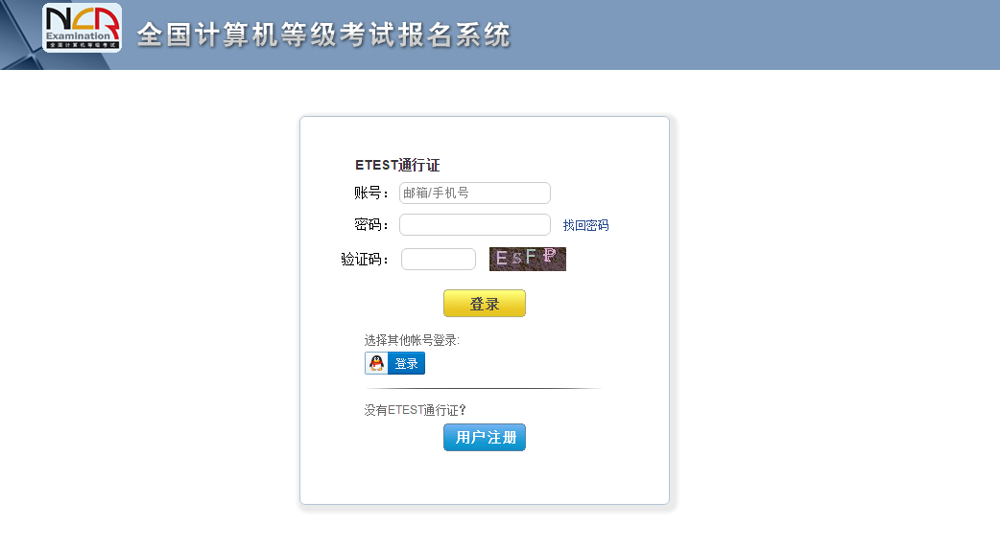 NCR
Examination
全国计算机等级考试
全国计算机等级考试报名系统
ETEST通行证
账号： 邮箱/手机号
密码： 找回密码
验证码： ESFP
登录
选择其他帐号登录:
登录
没有ETEST通行证?
用户注册